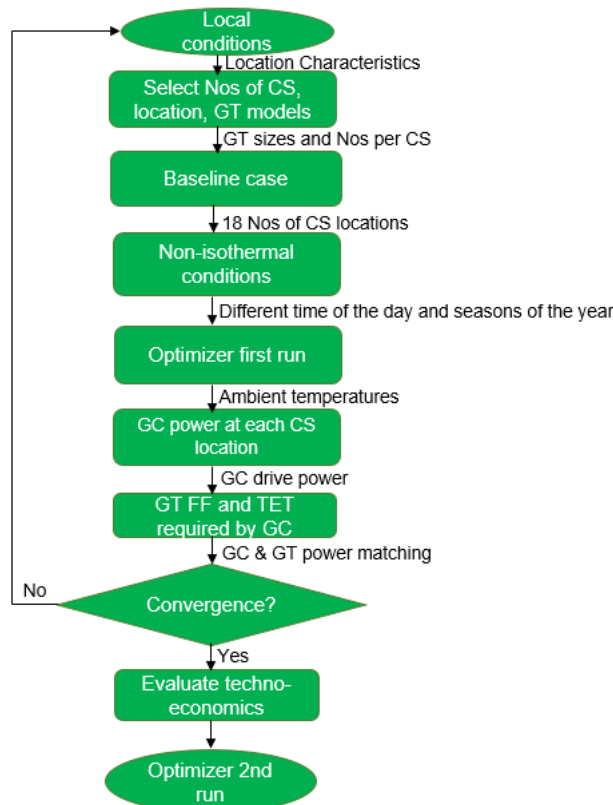 Local
conditions
Location Characteristics
Select Nos of CS,
location, GT models
GT sizes and Nos per CS
Baseline case
18 Nos of CS locations
Non-isothermal
conditions
Different time of the day and seasons of the year
Optimizer first run
Ambient temperatures
GC power at each CS
location
GC drive power
GT FF and TET
required by GC
GC & GT power matching
No
Convergence?
Yes
Evaluate techno-
economics
Optimizer 2nd
run